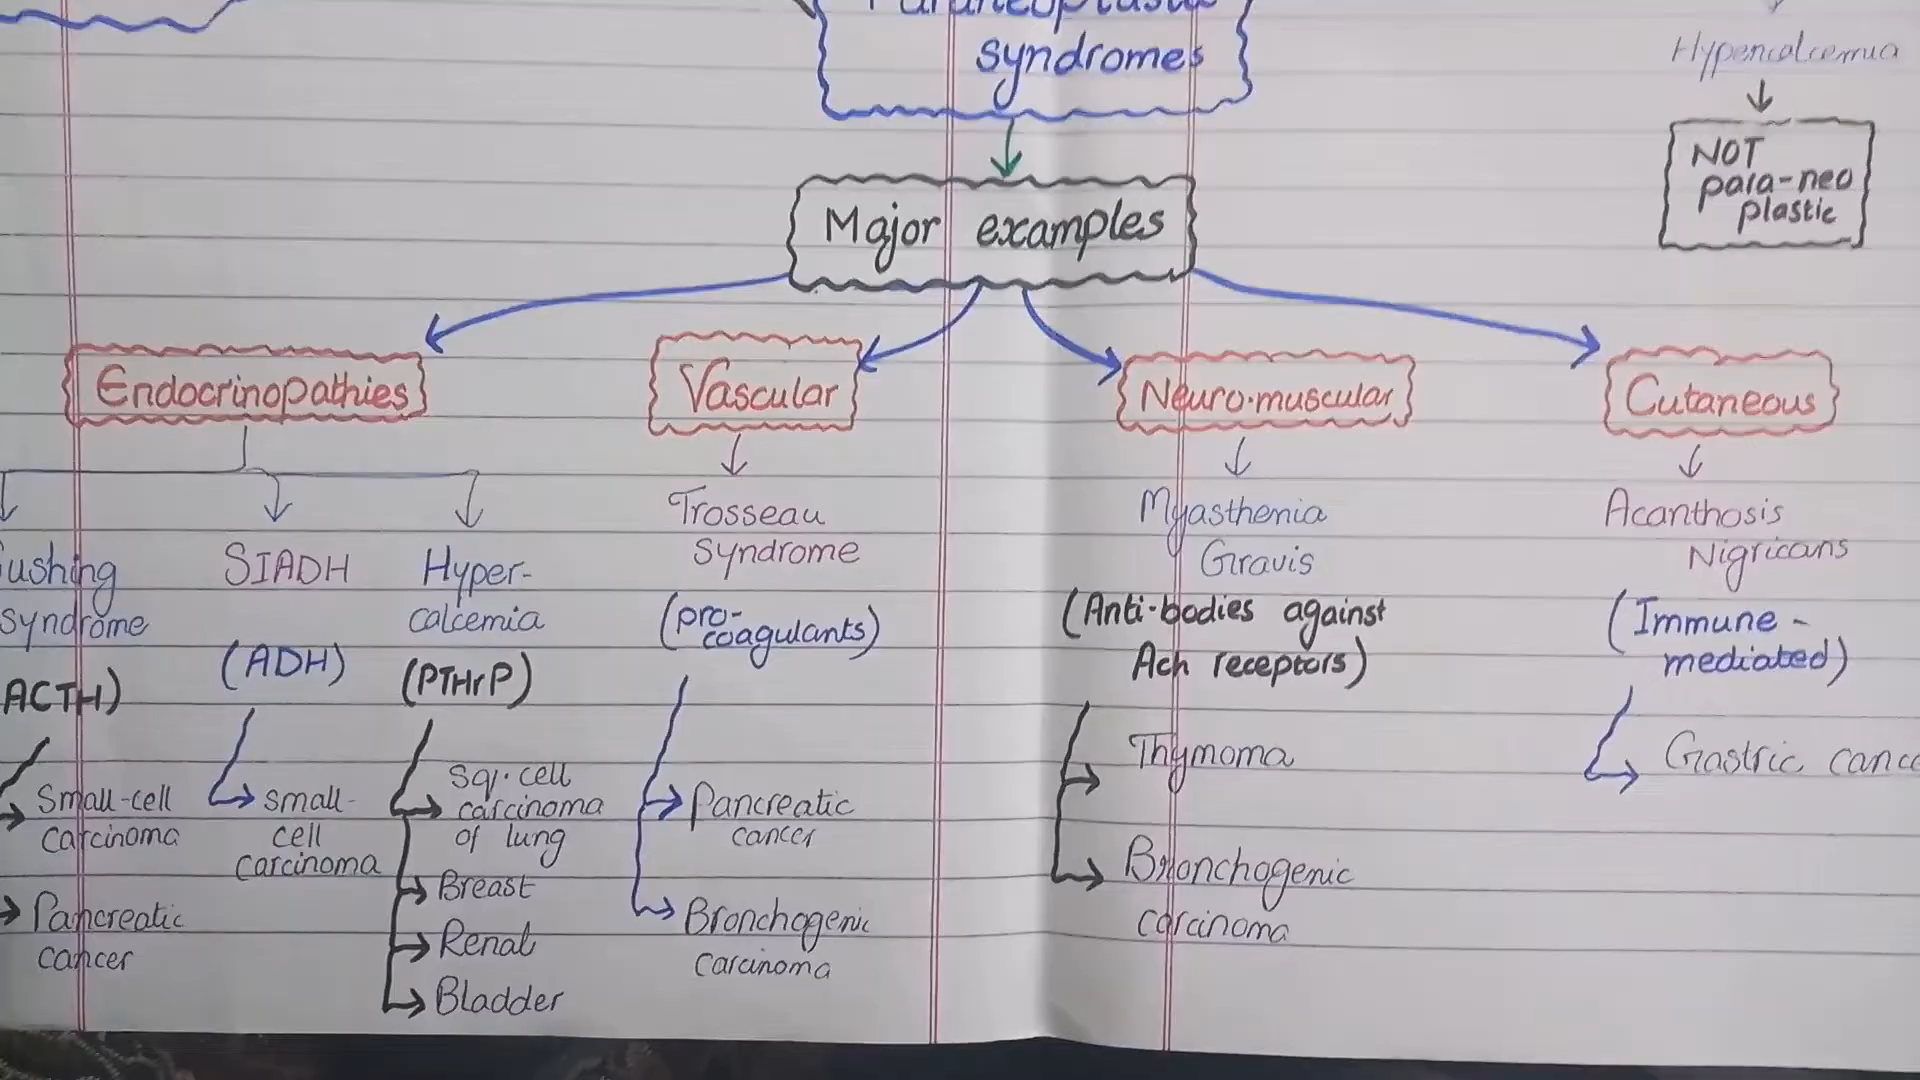 Paraneoplastic
syndromes
Hypercalcemia
NOT
para-neo
plastic
Major examples
Endocrinopathies
Vascular
Neuro-muscular
Cutaneous
ushing
syndrome
ACTH)
Small-cell
carcinoma
Pancreatic
cancer
SIADH
(ADH)
small-
cell
carcinoma
Hyper-
calcemia
(PTHrP)
Sq. cell
carcinoma
of lung
Breast
Renal
Bladder
Trosseau
Syndrome
(pro-
coagulants)
Pancreatic
cancer
Bronchogenic
carcinoma
Myasthenia
Gravis
(Anti-bodies against
Ach receptors)
Thymoma
Bronchogenic
carcinoma
Acanthosis
Nigricans
(Immune-
mediated)
Gastric canc